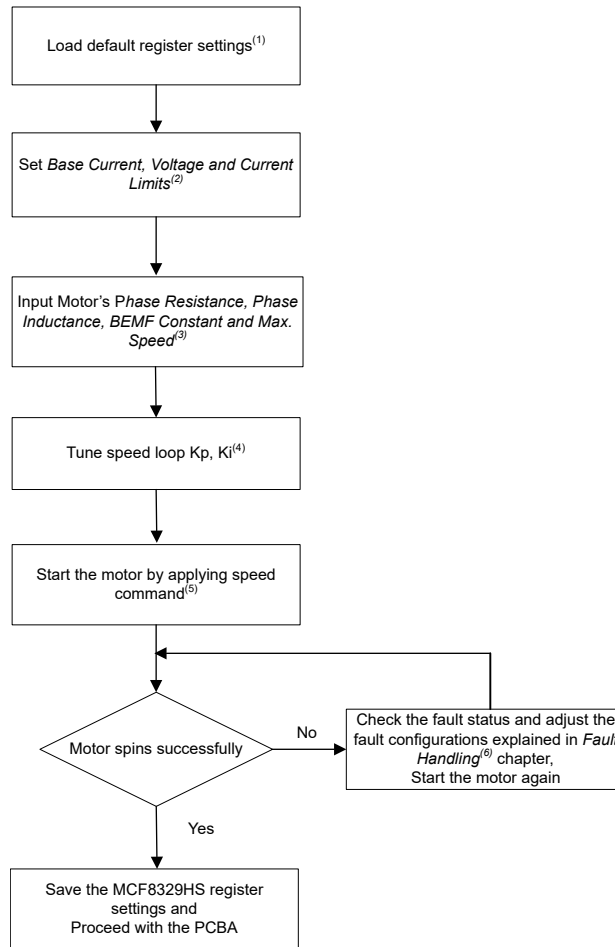 Load default register settings(1)
Set Base Current, Voltage and Current
Limits(2)
Input Motor's Phase Resistance, Phase
Inductance, BEMF Constant and Max.
Speed(3)
Tune speed loop Kp, Ki(4)
Start the motor by applying speed
command(5)
Motor spins successfully
No
Check the fault status and adjust the
fault configurations explained in Fault
Handling(6) chapter,
Start the motor again
Yes
Save the MCF8329HS register
settings and
Proceed with the PCBA